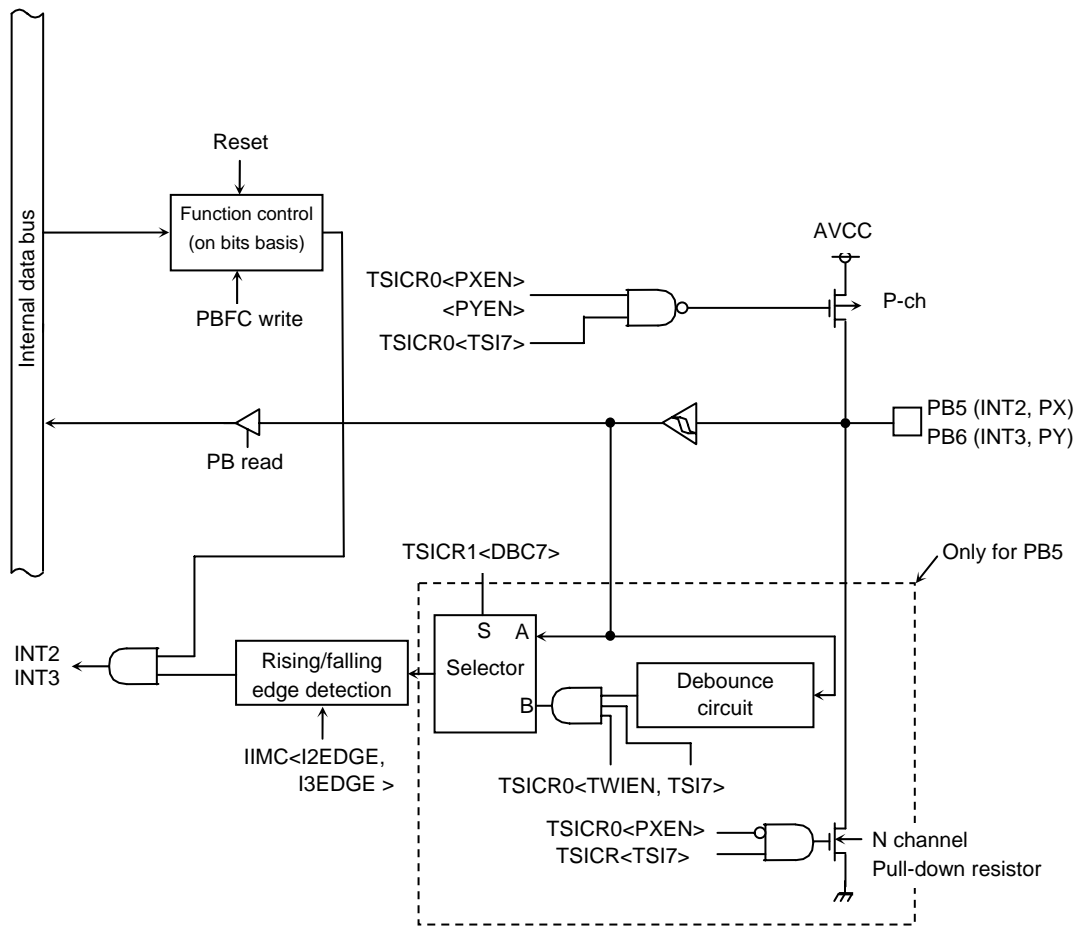 Internal data bus
Reset
Function control
(on bits basis)
PBFC write
AVCC
TSICR0<PXEN>
<PYEN>
TSICR0<TSI7>
P-ch
PB5 (INT2, PX)
PB6 (INT3, PY)
PB read
TSICR1<DBC7>
Only for PB5
S
A
Selector
B
INT2
INT3
Rising/falling
edge detection
Debounce
circuit
IIMC<I2EDGE,
I3EDGE >
TSICR0<TWIEN, TSI7>
TSICR0<PXEN>
TSICR<TSI7>
N channel
Pull-down resistor